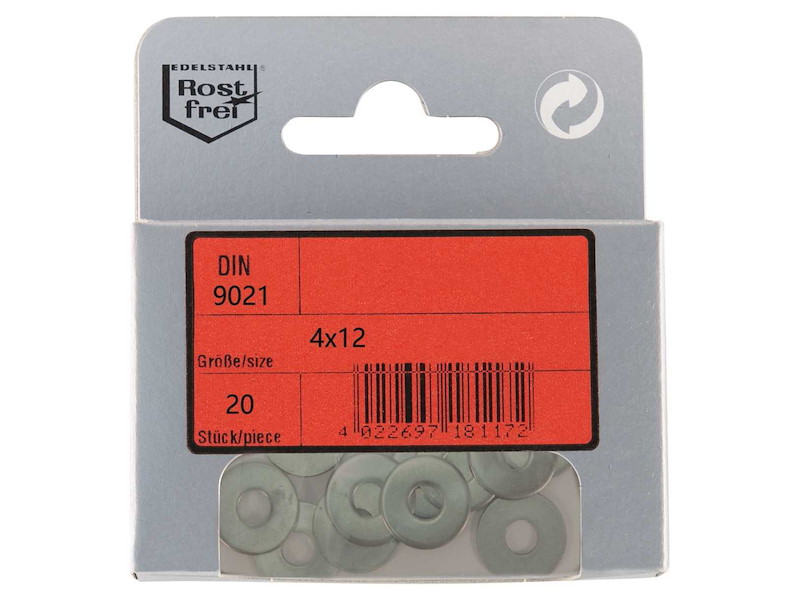 EDELSTAHL®
Rost
frei
DIN
9021
4x12
Größe/size
20
Stück/piece
4 022697 181172